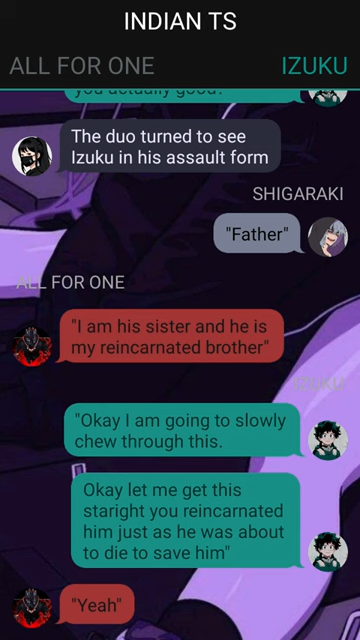 INDIAN TS
ALL FOR ONE
IZUKU
you actually good?
The duo turned to see
Izuku in his assault form
SHIGARAKI
"Father"
ALL FOR ONE
"I am his sister and he is
my reincarnated brother"
IZUKU
"Okay I am going to slowly
chew through this.
Okay let me get this
staright you reincarnated
him just as he was about
to die to save him"
"Yeah"